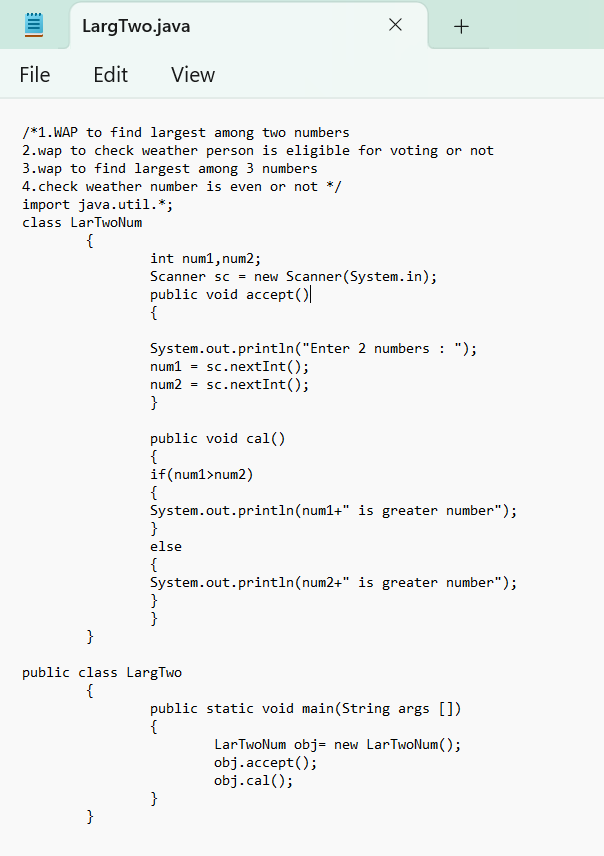 LargTwo.java
File Edit View
/*1.WAP to find largest among two numbers
2.wap to check weather person is eligible for voting or not
3.wap to find largest among 3 numbers
4.check weather number is even or not */
import java.util.*;
class LarTwoNum
{
int num1,num2;
Scanner sc = new Scanner(System.in);
public void accept()
{
System.out.println("Enter 2 numbers : ");
num1 = sc.nextInt();
num2 = sc.nextInt();
}
public void cal()
{
if(num1>num2)
{
System.out.println(num1+" is greater number");
}
else
{
System.out.println(num2+" is greater number");
}
}
}
public class LargTwo
{
public static void main(String args [])
{
LarTwoNum obj= new LarTwoNum();
obj.accept();
obj.cal();
}
}